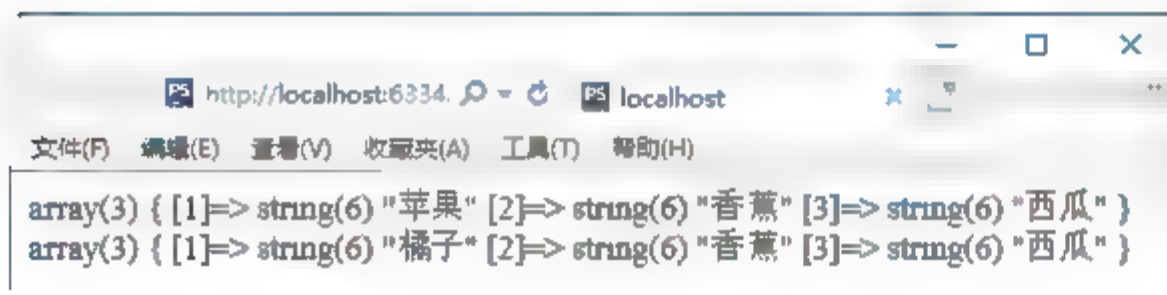 PS http://localhost:6334. PS localhost
文件(F) 编辑(E) 查看(V) 收藏夹(A) 工具(T) 帮助(H)
array(3) { [1]=> string(6) "苹果" [2]=> string(6) "香蕉" [3]=> string(6) "西瓜" }
array(3) { [1]=> string(6) "橘子" [2]=> string(6) "香蕉" [3]=> string(6) "西瓜" }